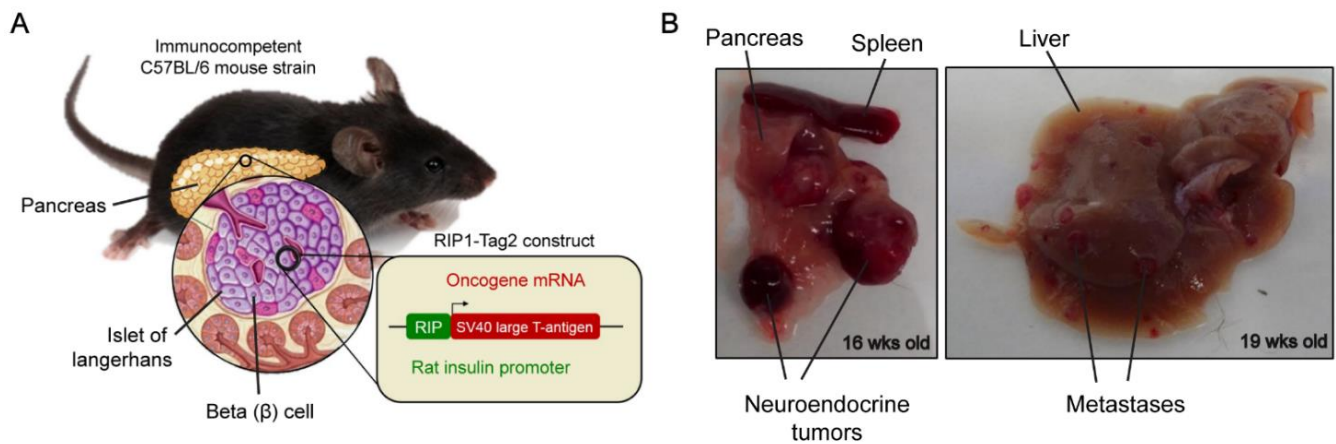 A
Immunocompetent
C57BL/6 mouse strain
Pancreas
RIP1-Tag2 construct
Oncogene mRNA
RIP
SV40 large T-antigen
Rat insulin promoter
Islet of
langerhans
Beta (β) cell
B
Pancreas
Spleen
Liver
16 wks old
19 wks old
Neuroendocrine
tumors
Metastases